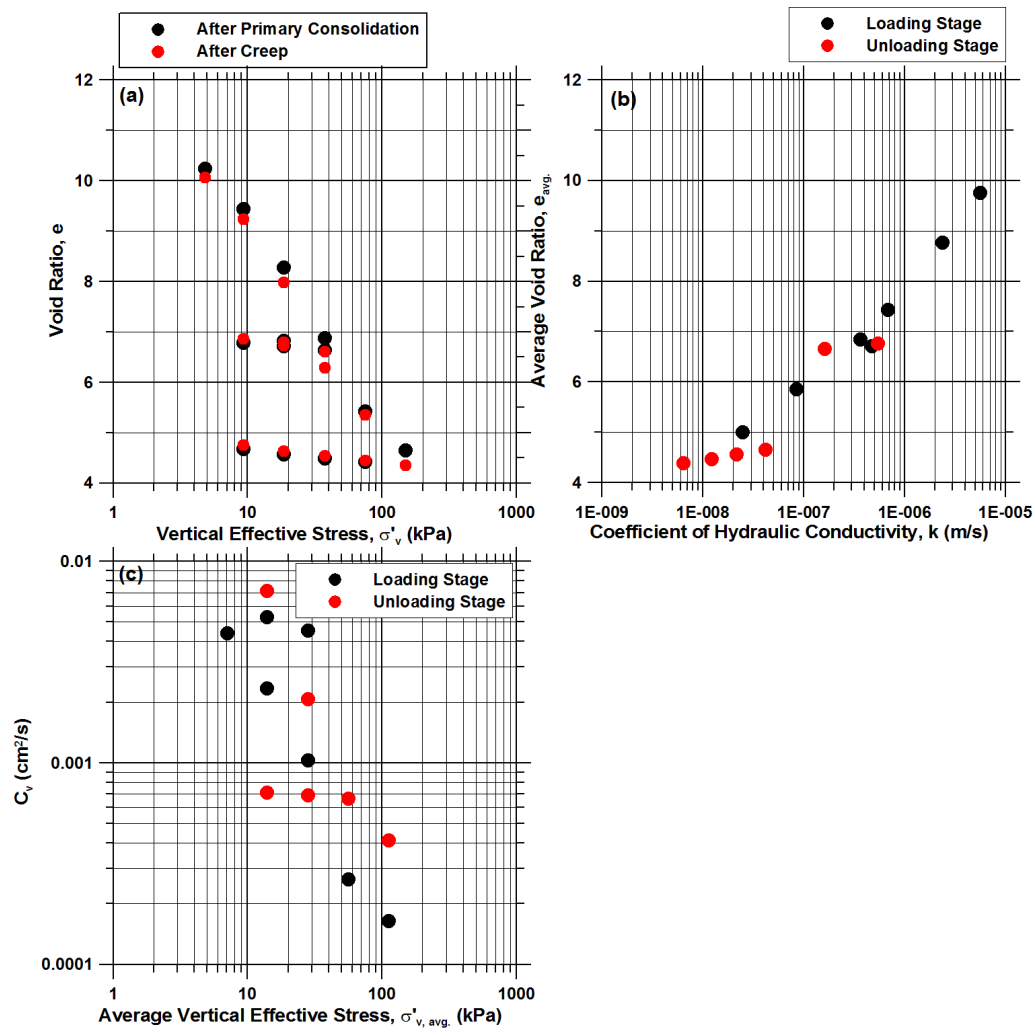 After Primary Consolidation
After Creep
(a)
12
10
8
6
4
Void Ratio, e
1
10
100
1000
Vertical Effective Stress, σ'v (kPa)
Loading Stage
Unloading Stage
(b)
12
10
8
6
4
Average Void Ratio, eavg.
1E-009
1E-008
1E-007
1E-006
1E-005
Coefficient of Hydraulic Conductivity, k (m/s)
(c)
Loading Stage
Unloading Stage
0.01
0.001
0.0001
Cv (cm²/s)
1
10
100
1000
Average Vertical Effective Stress, σ'v, avg. (kPa)